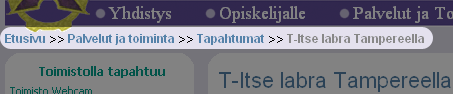 Yhdistys Opiskelijalle Palvelut ja To
Etusivu >> Palvelut ja toiminta >> Tapahtumat >> T-Itse labra Tampereella
Toimistolla tapahtuu
T-Itse labra Tampereella
Toimisto Webcam